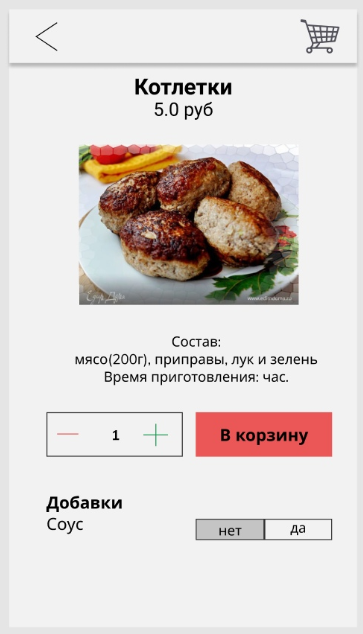 Котлетки
5.0 руб
Состав:
мясо(200г), приправы, лук и зелень
Время приготовления: час.
1
В корзину
Добавки
Соус
нет
да